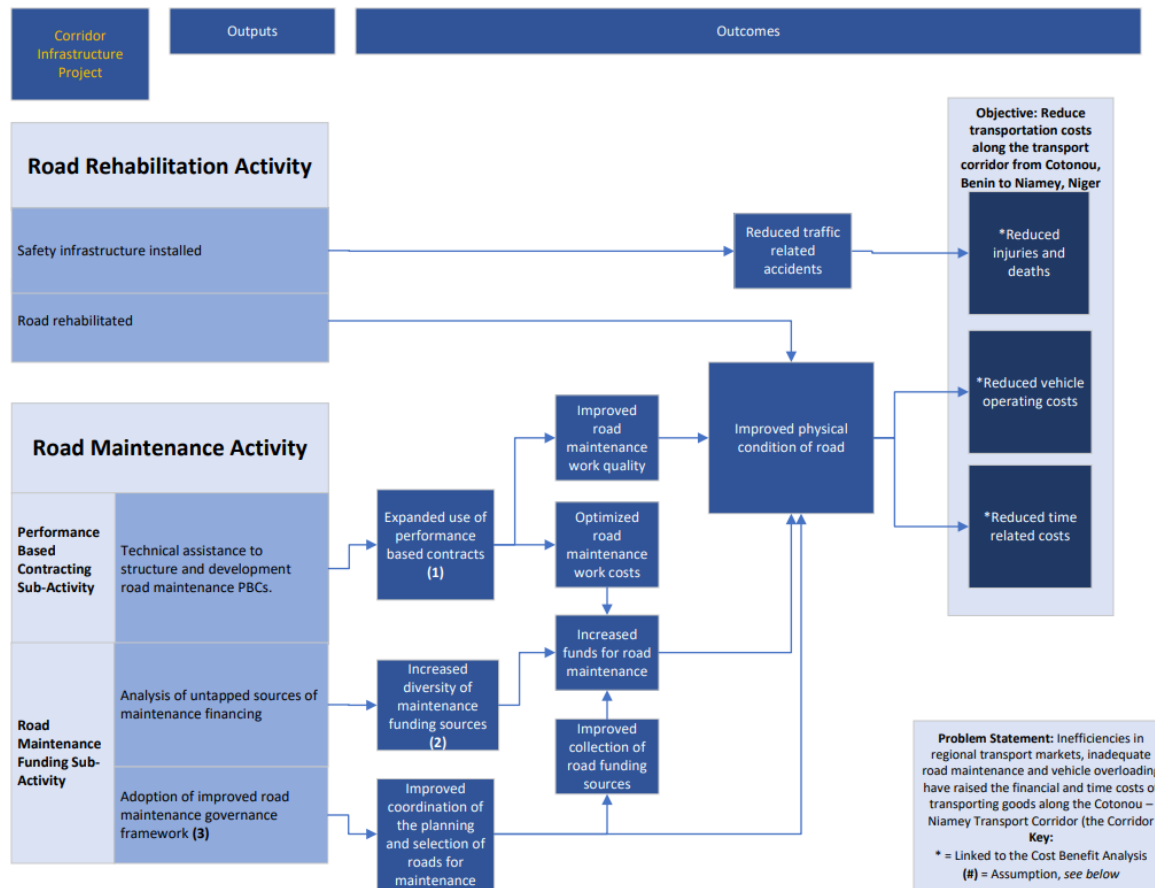 Corridor
Infrastructure
Project
Outputs
Outcomes
Road Rehabilitation Activity
Safety infrastructure installed
Road rehabilitated
Reduced traffic
related
accidents
Objective: Reduce
transportation costs
along the transport
corridor from Cotonou,
Benin to Niamey, Niger
*Reduced
injuries and
deaths
*Reduced vehicle
operating costs
*Reduced time
related costs
Improved physical
condition of road
Road Maintenance Activity
Performance
Based
Contracting
Sub-Activity
Technical assistance to
structure and development
road maintenance PBCs.
Expanded use of
performance
based contracts
(1)
Improved
road
maintenance
work quality
Optimized
road
maintenance
work costs
Increased
funds for road
maintenance
Improved
collection of
road funding
sources
Road
Maintenance
Funding Sub-
Activity
Analysis of untapped sources of
maintenance financing
Increased
diversity of
maintenance
funding sources
(2)
Adoption of improved road
maintenance governance
framework (3)
Improved
coordination of
the planning
and selection of
roads for
maintenance
Problem Statement: Inefficiencies in
regional transport markets, inadequate
road maintenance and vehicle overloading
have raised the financial and time costs of
transporting goods along the Cotonou –
Niamey Transport Corridor (the Corridor
Key:
* = Linked to the Cost Benefit Analysis
(#) = Assumption, see below